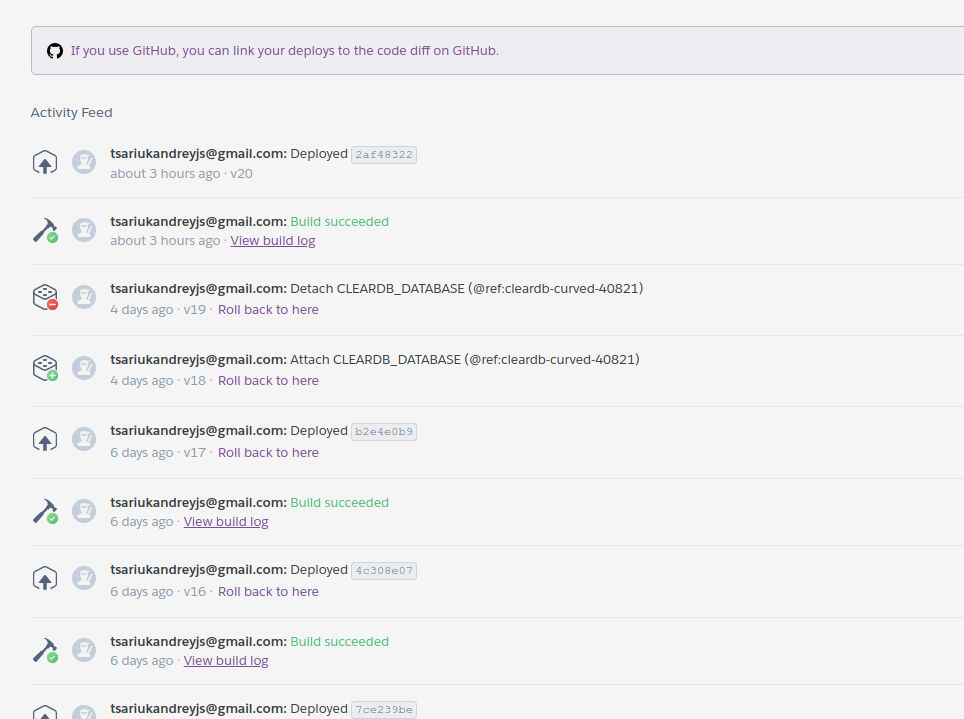 If you use GitHub, you can link your deploys to the code diff on GitHub.
Activity Feed
tsariukandreyjs@gmail.com: Deployed 2af48322
about 3 hours ago · v20
tsariukandreyjs@gmail.com: Build succeeded
about 3 hours ago · View build log
tsariukandreyjs@gmail.com: Detach CLEARDB_DATABASE (@ref:cleardb-curved-40821)
4 days ago · v19 · Roll back to here
tsariukandreyjs@gmail.com: Attach CLEARDB_DATABASE (@ref:cleardb-curved-40821)
4 days ago · v18 · Roll back to here
tsariukandreyjs@gmail.com: Deployed b2e4e0b9
6 days ago · v17 · Roll back to here
tsariukandreyjs@gmail.com: Build succeeded
6 days ago · View build log
tsariukandreyjs@gmail.com: Deployed 4c308e07
6 days ago · v16 · Roll back to here
tsariukandreyjs@gmail.com: Build succeeded
6 days ago · View build log
tsariukandreyjs@gmail.com: Deployed 7ce239be